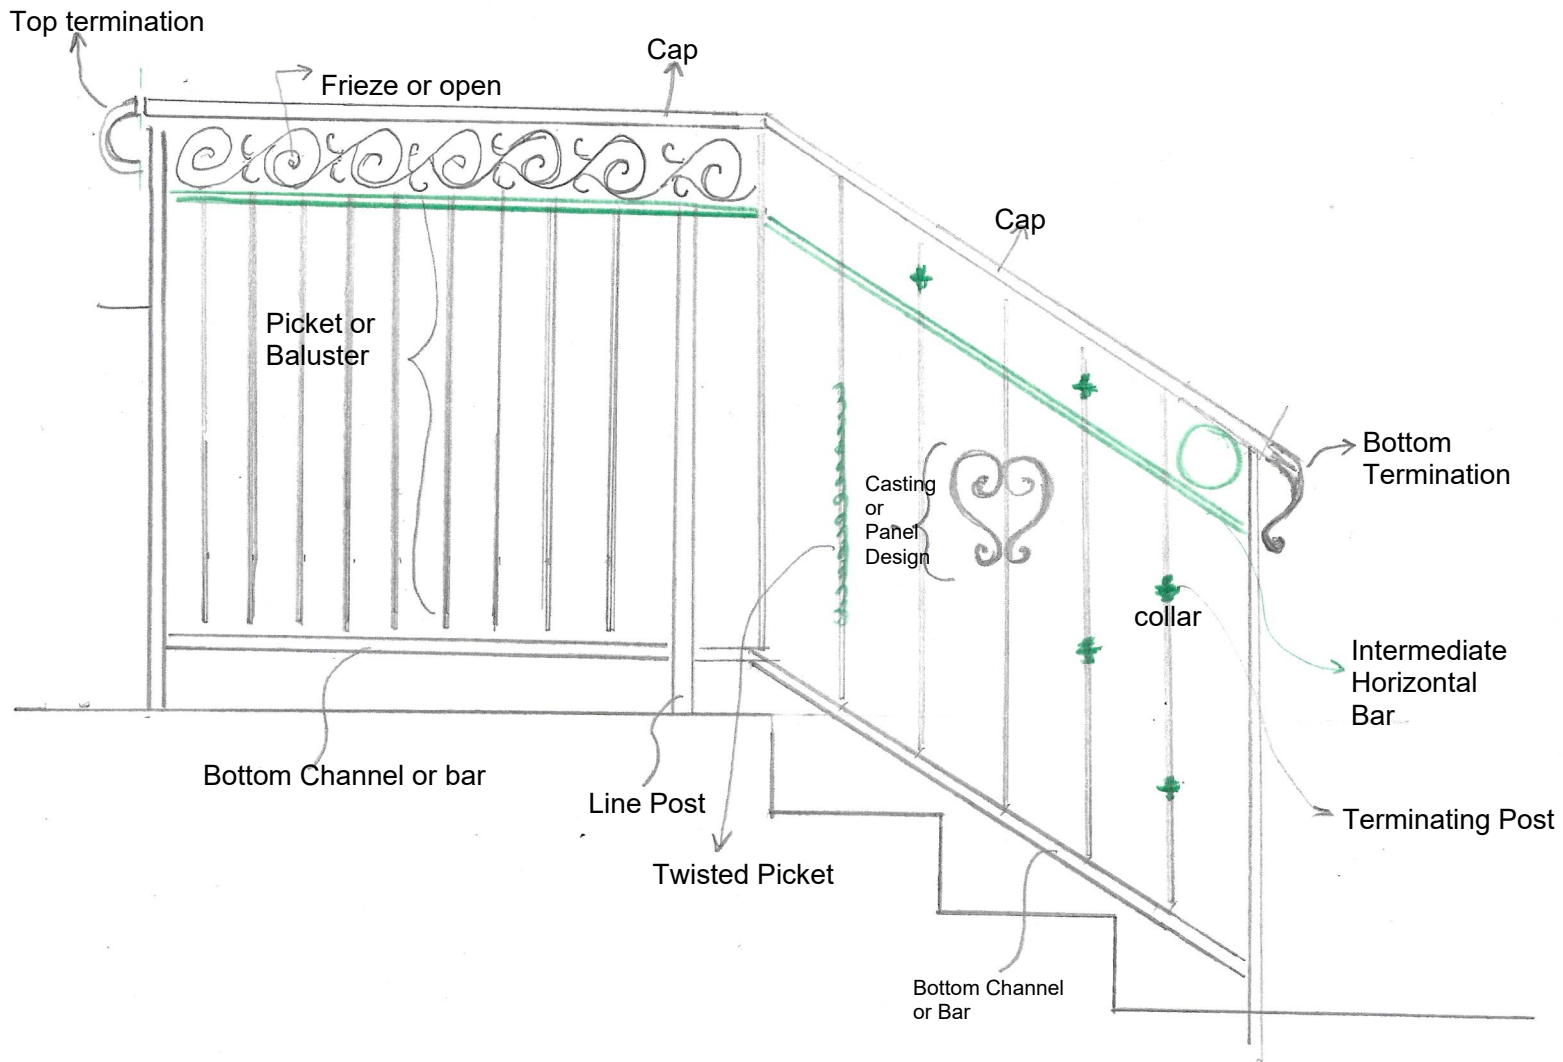 Top termination
Cap
Frieze or open
Cap
Picket or
Baluster
Bottom
Termination
Casting
or
Panel
Design
collar
Intermediate
Horizontal
Bar
Bottom Channel or bar
Line Post
Terminating Post
Twisted Picket
Bottom Channel
or Bar